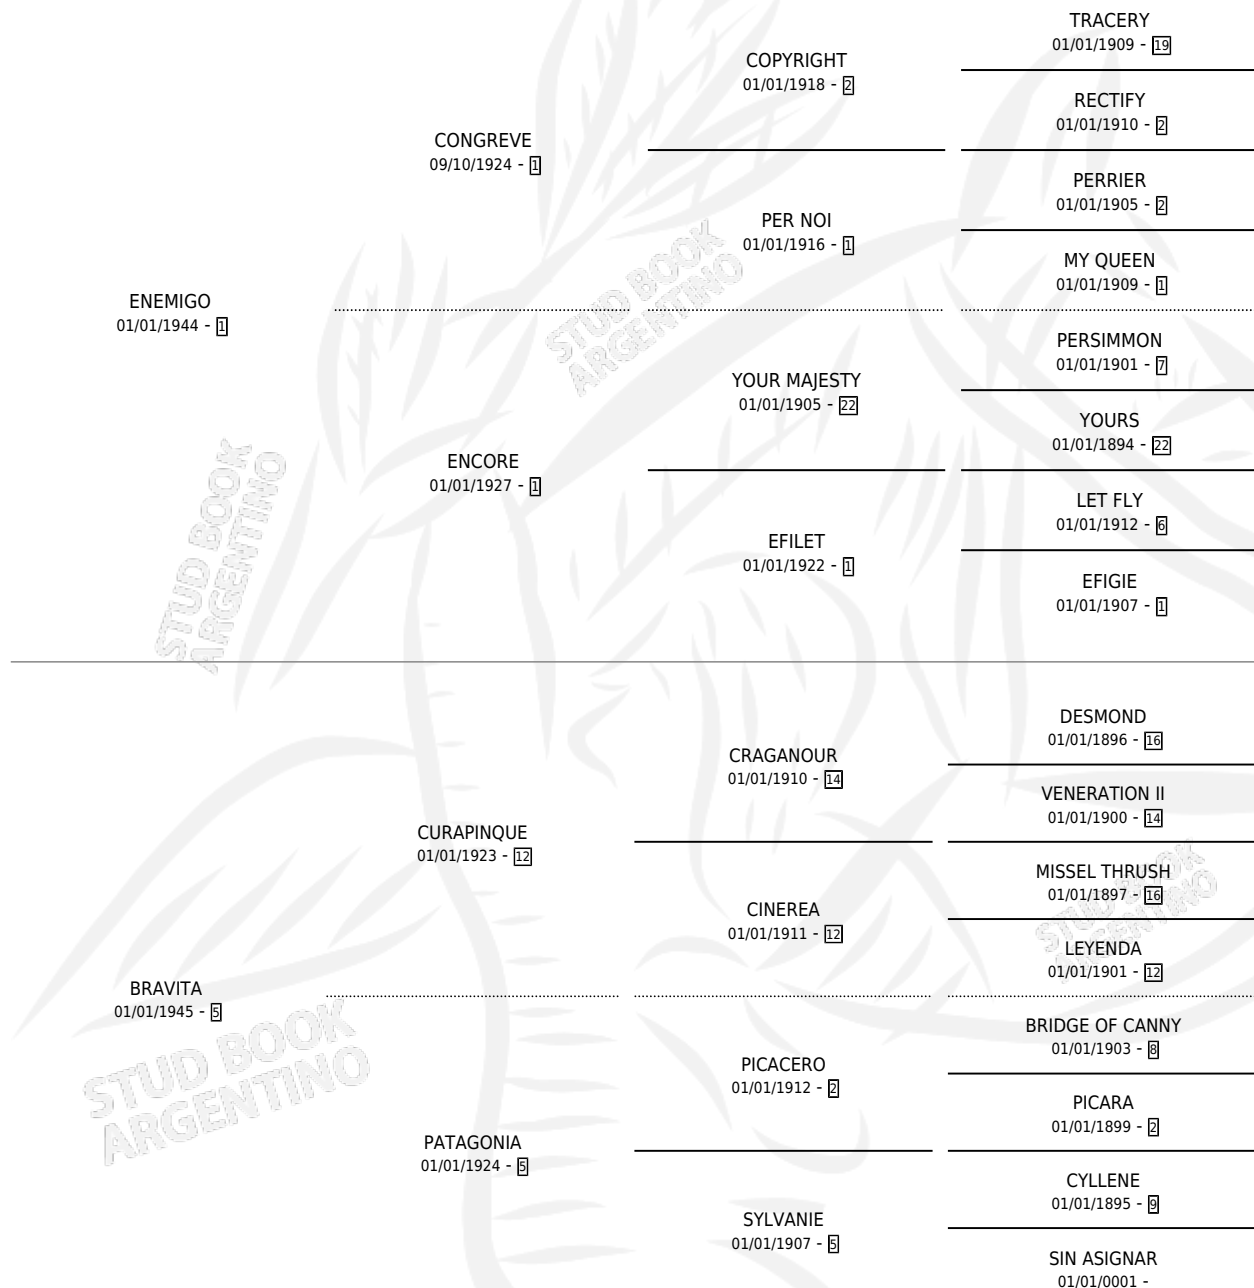 TRACERY
01/01/1909 - 19
COPYRIGHT
01/01/1918 - 2
RECTIFY
01/01/1910 - 2
CONGREVE
09/10/1924 - 1
PERRIER
01/01/1905 - 2
PER NOI
01/01/1916 - 1
MY QUEEN
01/01/1909 - 1
ENEMIGO
01/01/1944 - 1
STUD BOOK
ARGENTINO
PERSIMMON
01/01/1901 - 7
YOUR MAJESTY
01/01/1905 - 22
YOURS
01/01/1894 - 22
ENCORE
01/01/1927 - 1
LET FLY
01/01/1912 - 6
EFILET
01/01/1922 - 1
EFIGIE
01/01/1907 - 1
STUD BOOK
ARGENTINO
DESMOND
01/01/1896 - 16
CRAGANOUR
01/01/1910 - 14
VENERATION II
01/01/1900 - 14
CURAPINQUE
01/01/1923 - 12
MISSEL THRUSH
01/01/1897 - 16
CINEREA
01/01/1911 - 12
STUD BOOK
ARGENTINO
LEYENDA
01/01/1901 - 12
BRAVITA
01/01/1945 - 5
STUD BOOK
ARGENTINO
BRIDGE OF CANNY
01/01/1903 - 8
PICACERO
01/01/1912 - 2
PICARA
01/01/1899 - 2
PATAGONIA
01/01/1924 - 5
CYLLENE
01/01/1895 - 9
SYLVANIE
01/01/1907 - 5
SIN ASIGNAR
01/01/0001 -